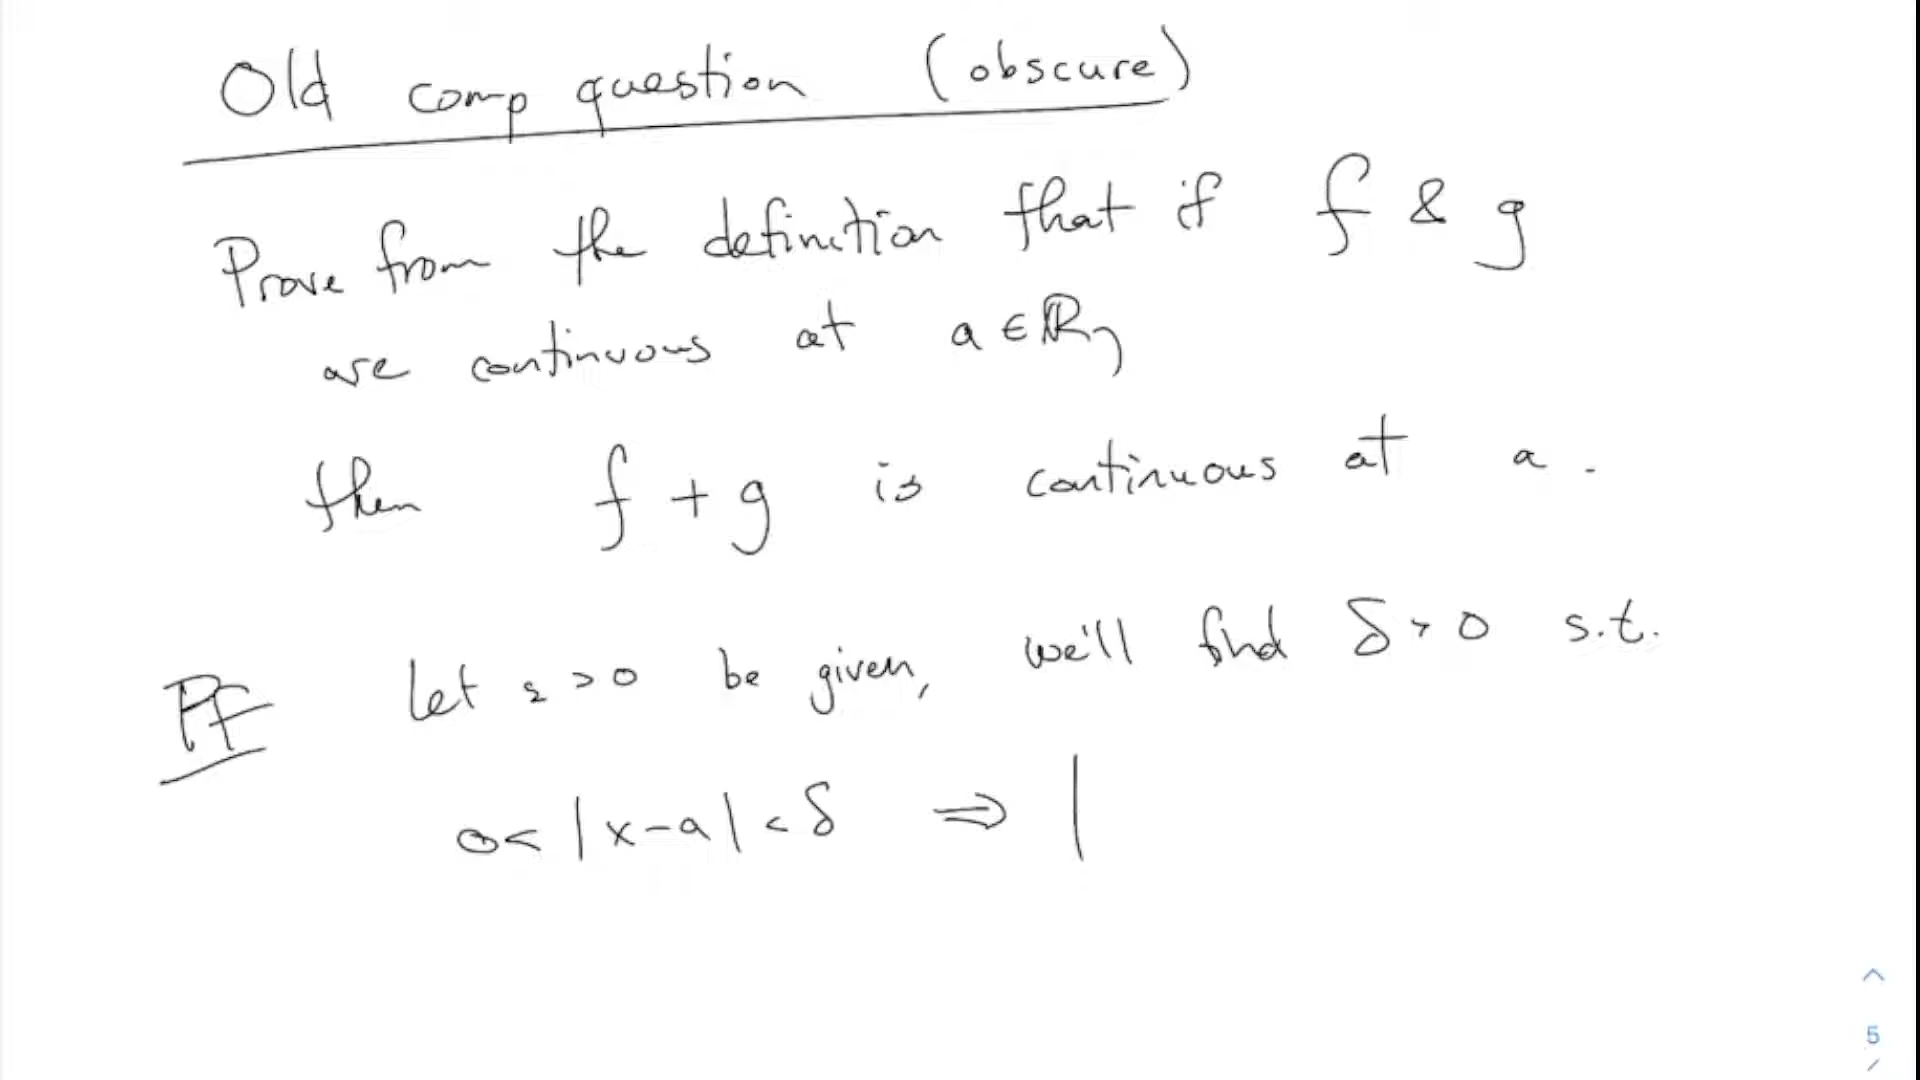 Old comp question (obscure)
Prove from the definition that if f & g
are continuous at a ∈ ℝ,
then f + g is continuous at a.
Pf Let ε > 0 be given, we'll find δ > 0 s.t.
0 < |x - a| < δ ⇒ |
5